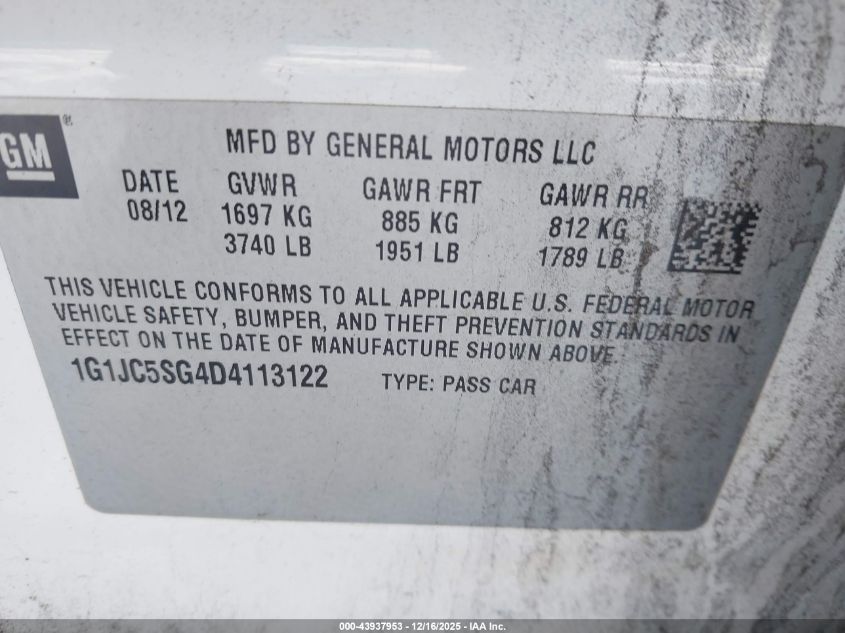 GM®
MFD BY GENERAL MOTORS LLC
DATE GVWR GAWR FRT GAWR RR
08/12 1697 KG 885 KG 812 KG
3740 LB 1951 LB 1789 LB
THIS VEHICLE CONFORMS TO ALL APPLICABLE U.S. FEDERAL MOTOR
VEHICLE SAFETY, BUMPER, AND THEFT PREVENTION STANDARDS IN
EFFECT ON THE DATE OF MANUFACTURE SHOWN ABOVE.
1G1JC5SG4D4113122 TYPE: PASS CAR
000-43937953 - 12/16/2025 - IAA Inc.